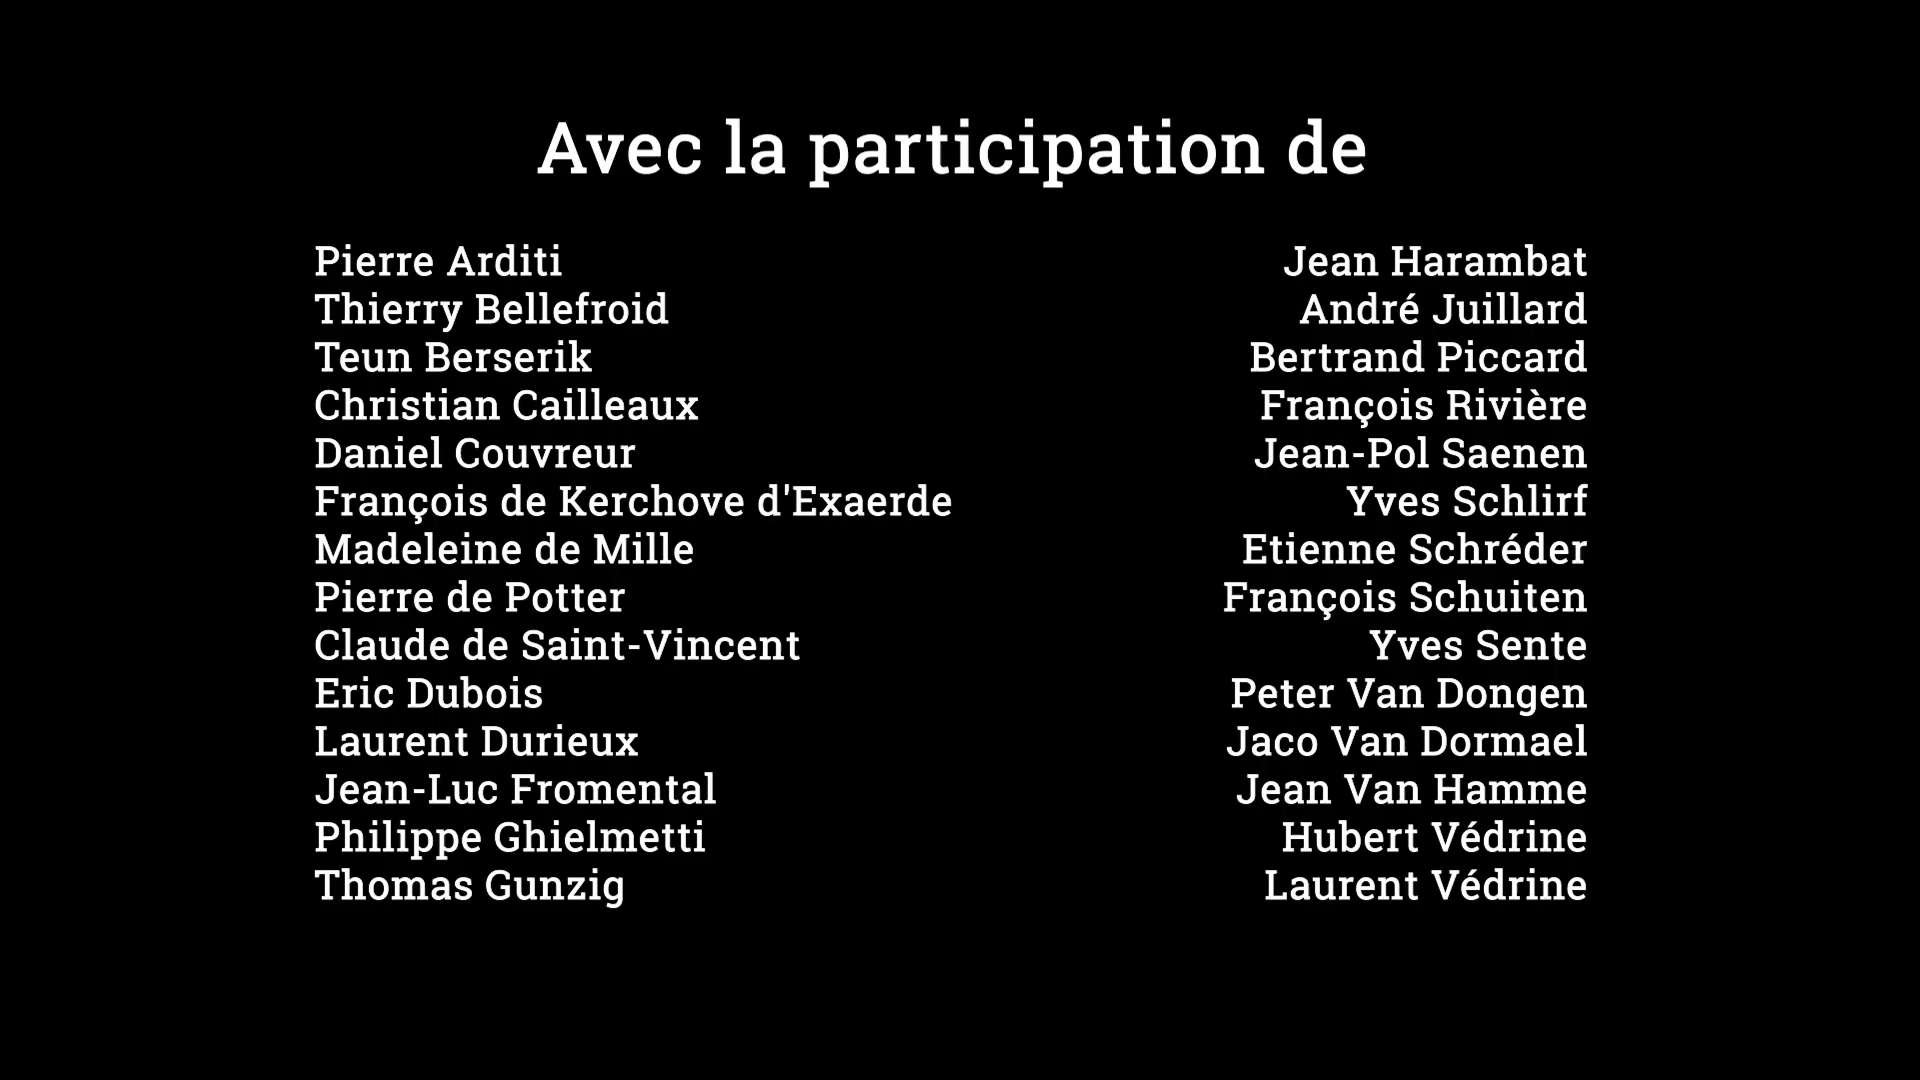 Avec la participation de
Pierre Arditi
Thierry Bellefroid
Teun Berserik
Christian Cailleaux
Daniel Couvreur
François de Kerchove d'Exaerde
Madeleine de Mille
Pierre de Potter
Claude de Saint-Vincent
Eric Dubois
Laurent Durieux
Jean-Luc Fromental
Philippe Ghielmetti
Thomas Gunzig
Jean Harambat
André Juillard
Bertrand Piccard
François Rivière
Jean-Pol Saenen
Yves Schlirf
Etienne Schréder
François Schuiten
Yves Sente
Peter Van Dongen
Jaco Van Dormael
Jean Van Hamme
Hubert Védrine
Laurent Védrine